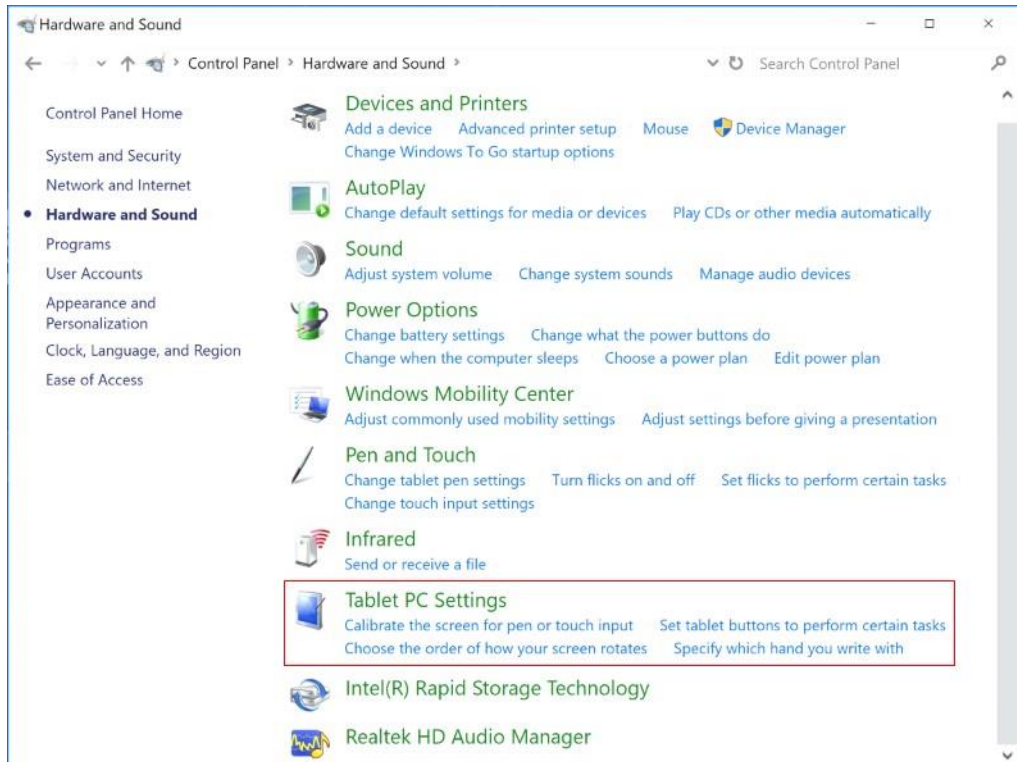 Hardware and Sound
Control Panel > Hardware and Sound >
Search Control Panel
Control Panel Home
System and Security
Network and Internet
Hardware and Sound
Programs
User Accounts
Appearance and
Personalization
Clock, Language, and Region
Ease of Access
Devices and Printers
Add a device Advanced printer setup Mouse Device Manager
Change Windows To Go startup options
AutoPlay
Change default settings for media or devices Play CDs or other media automatically
Sound
Adjust system volume Change system sounds Manage audio devices
Power Options
Change battery settings Change what the power buttons do
Change when the computer sleeps Choose a power plan Edit power plan
Windows Mobility Center
Adjust commonly used mobility settings Adjust settings before giving a presentation
Pen and Touch
Change tablet pen settings Turn flicks on and off Set flicks to perform certain tasks
Change touch input settings
Infrared
Send or receive a file
Tablet PC Settings
Calibrate the screen for pen or touch input Set tablet buttons to perform certain tasks
Choose the order of how your screen rotates Specify which hand you write with
Intel(R) Rapid Storage Technology
Realtek HD Audio Manager